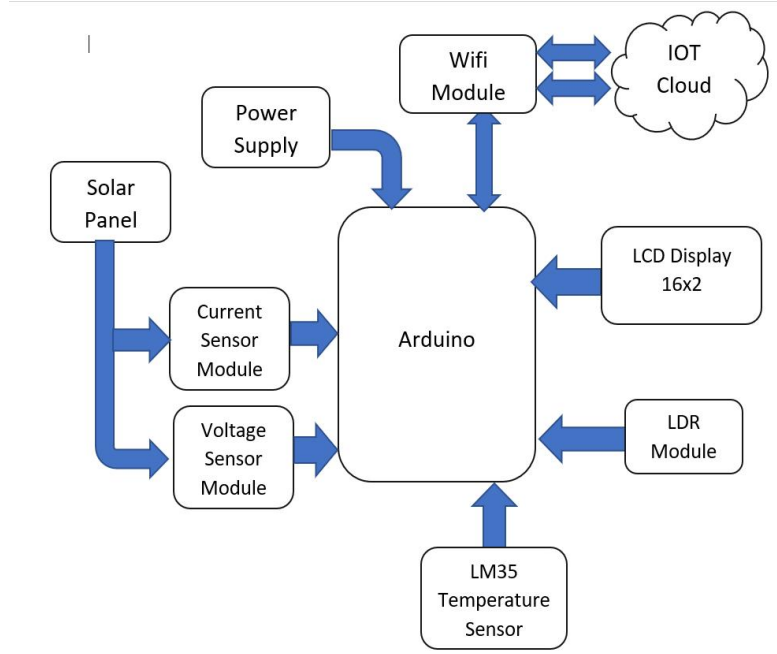 IOT
Cloud
Wifi
Module
Power
Supply
Solar
Panel
LCD Display
16x2
Current
Sensor
Module
Arduino
LDR
Module
Voltage
Sensor
Module
LM35
Temperature
Sensor